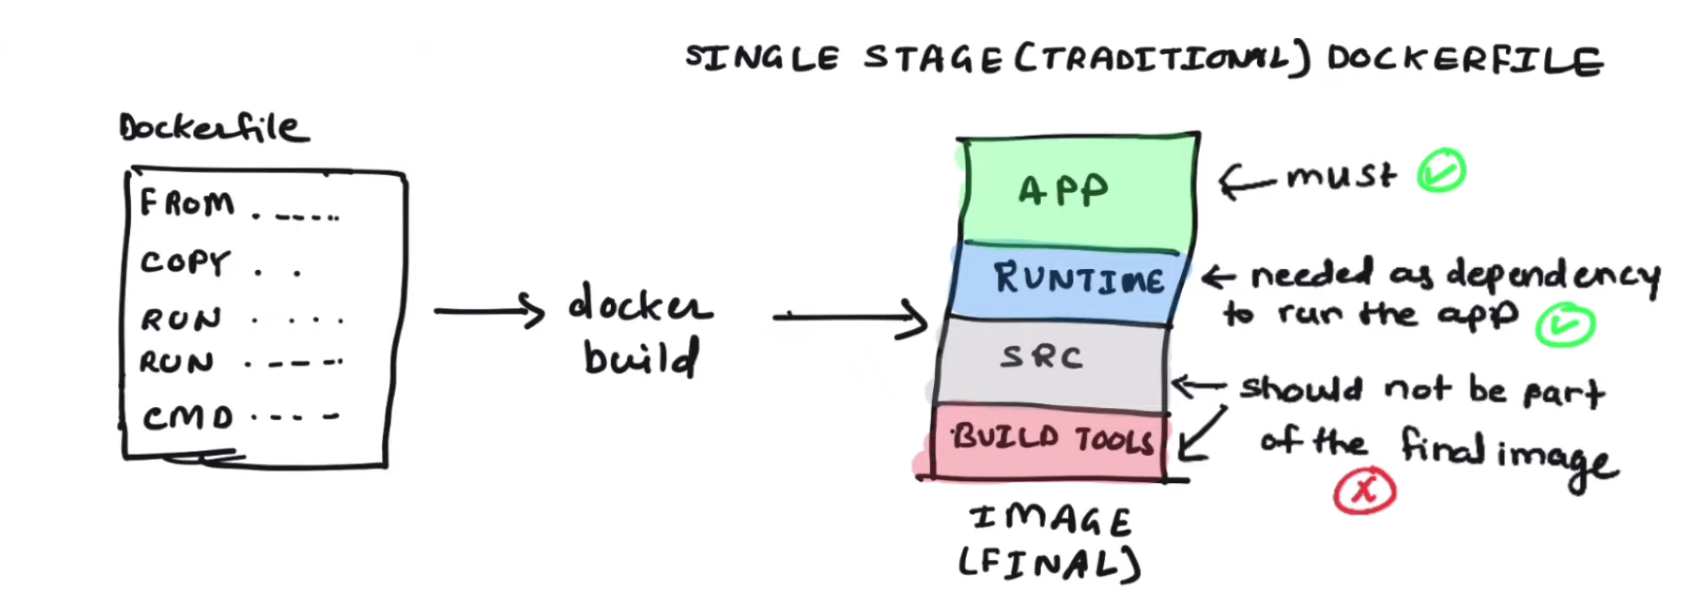 SINGLE STAGE (TRADITIONAL) DOCKERFILE
Dockerfile
FROM . -----
COPY . .
RUN . . . .
RUN . - - - .
CMD . - - -
docker
build
APP
RUNTIME
SRC
BUILD TOOLS
IMAGE
(FINAL)
← must
← needed as dependency
to run the app
← should not be part
of the final image
X